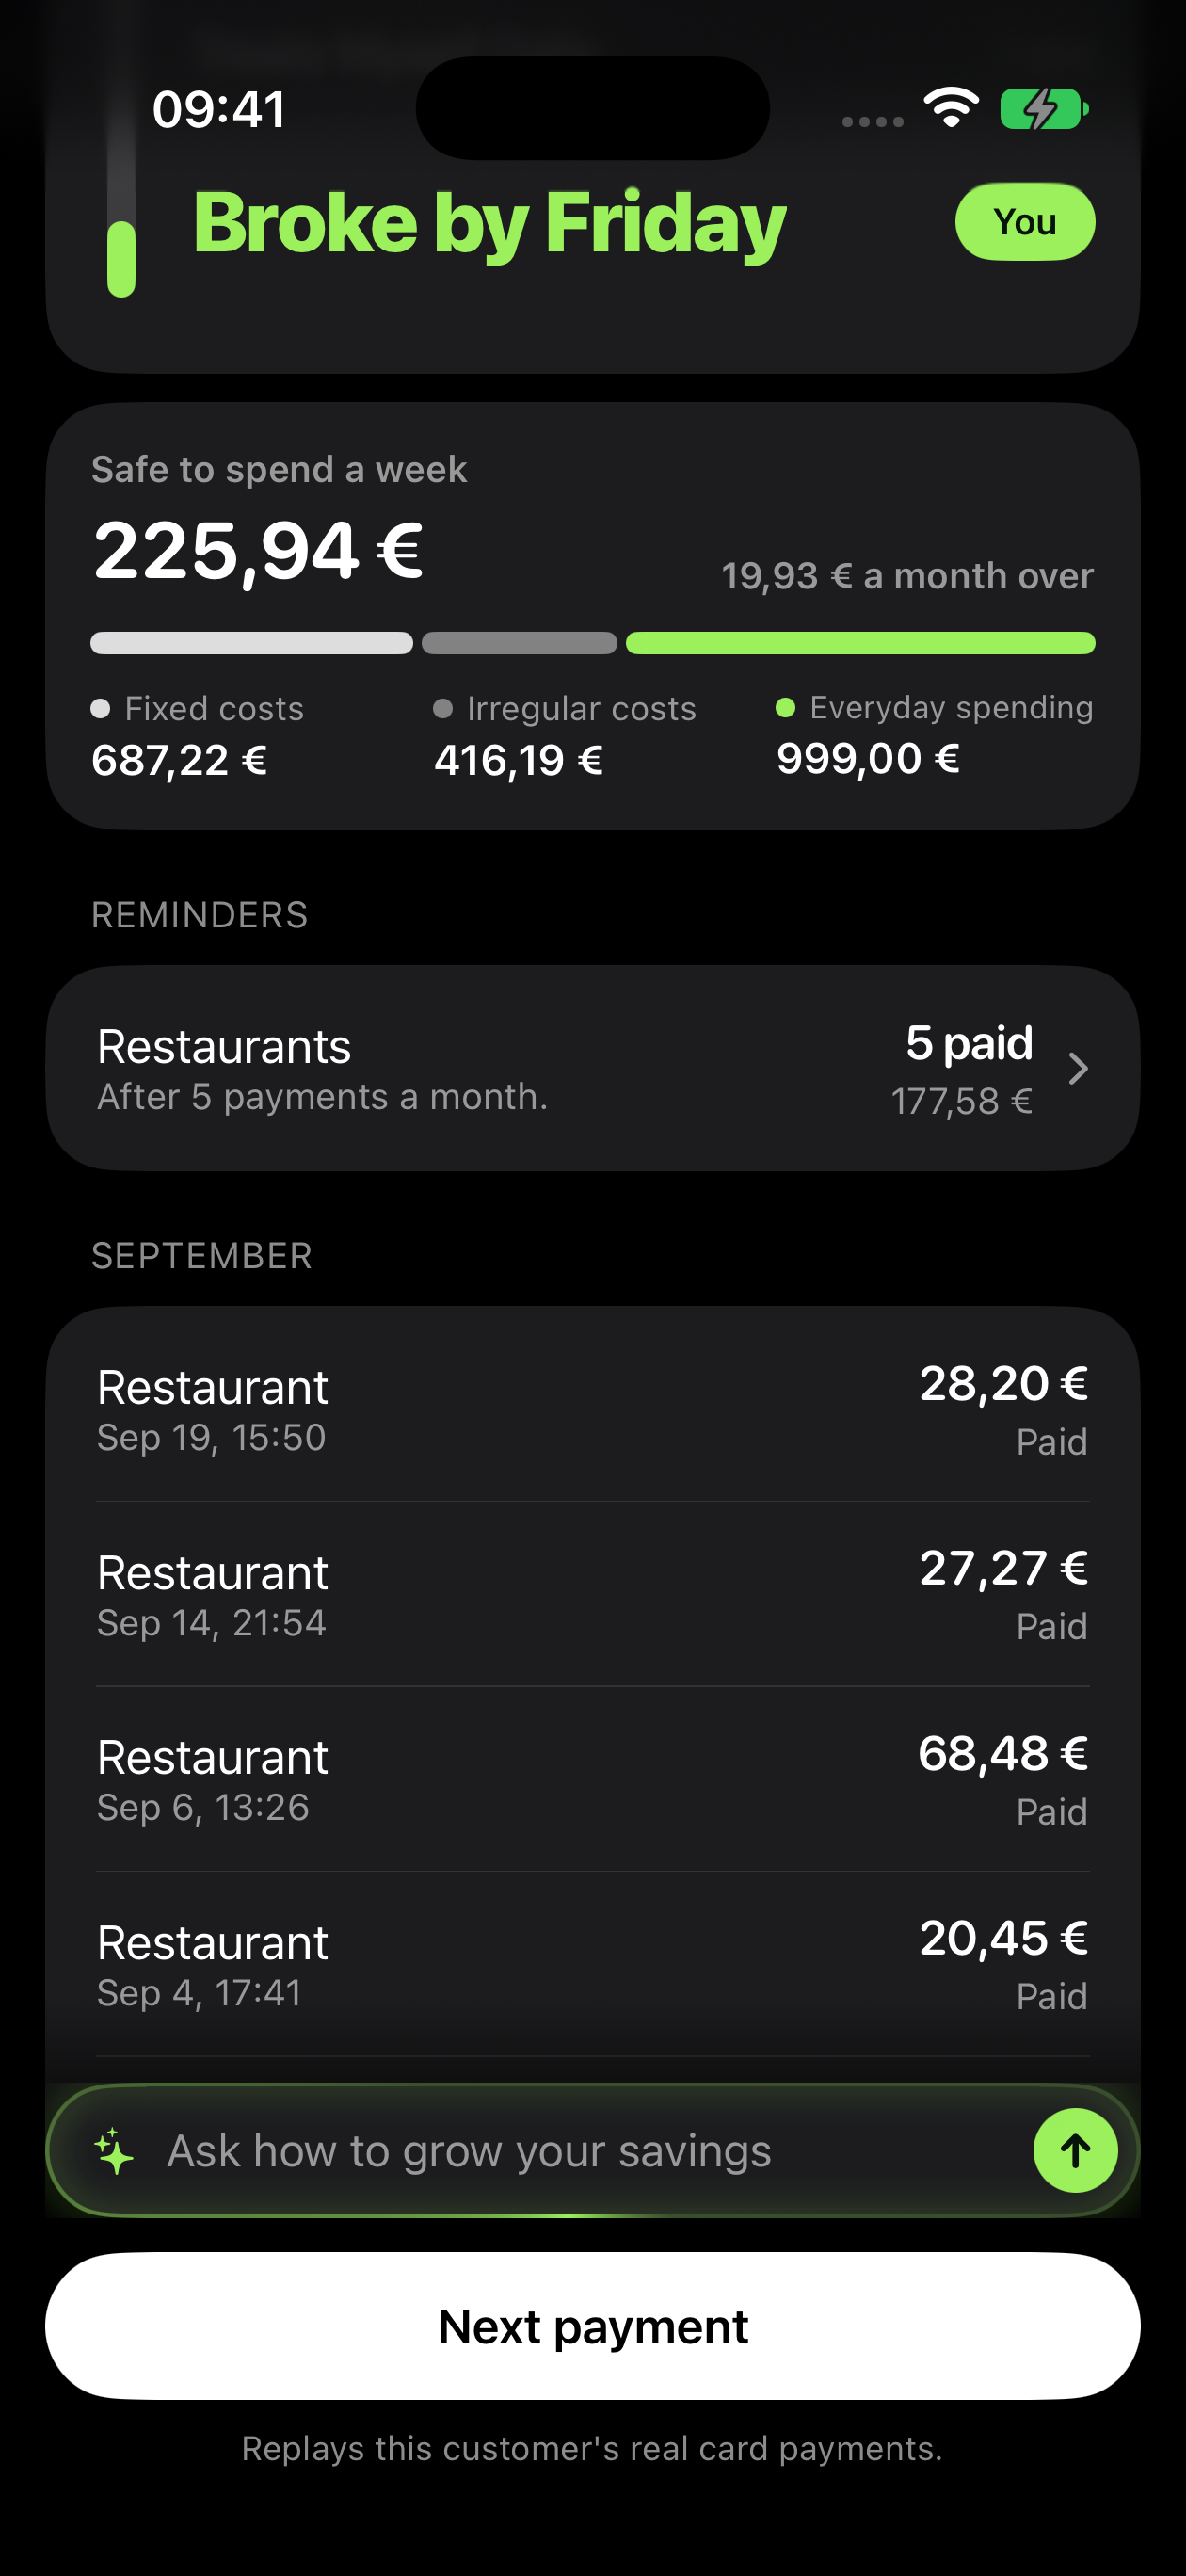 09:41
Broke by Friday
You
Safe to spend a week
225,94 €
19,93 € a month over
Fixed costs
Irregular costs
Everyday spending
687,22 €
416,19 €
999,00 €
REMINDERS
Restaurants
5 paid
After 5 payments a month.
177,58 €
SEPTEMBER
Restaurant
28,20 €
Sep 19, 15:50
Paid
Restaurant
27,27 €
Sep 14, 21:54
Paid
Restaurant
68,48 €
Sep 6, 13:26
Paid
Restaurant
20,45 €
Sep 4, 17:41
Paid
Ask how to grow your savings
Next payment
Replays this customer's real card payments.